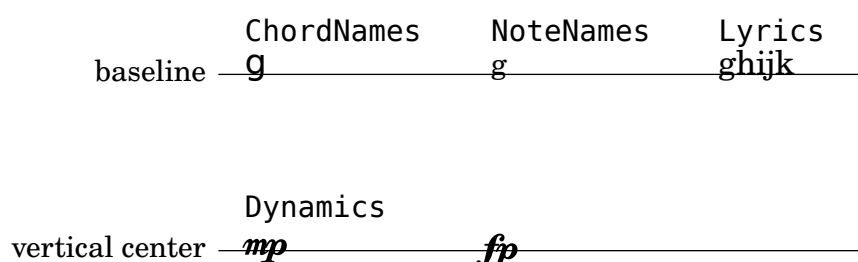 ChordNames NoteNames Lyrics
baseline g g ghijk
Dynamics
vertical center mp fp